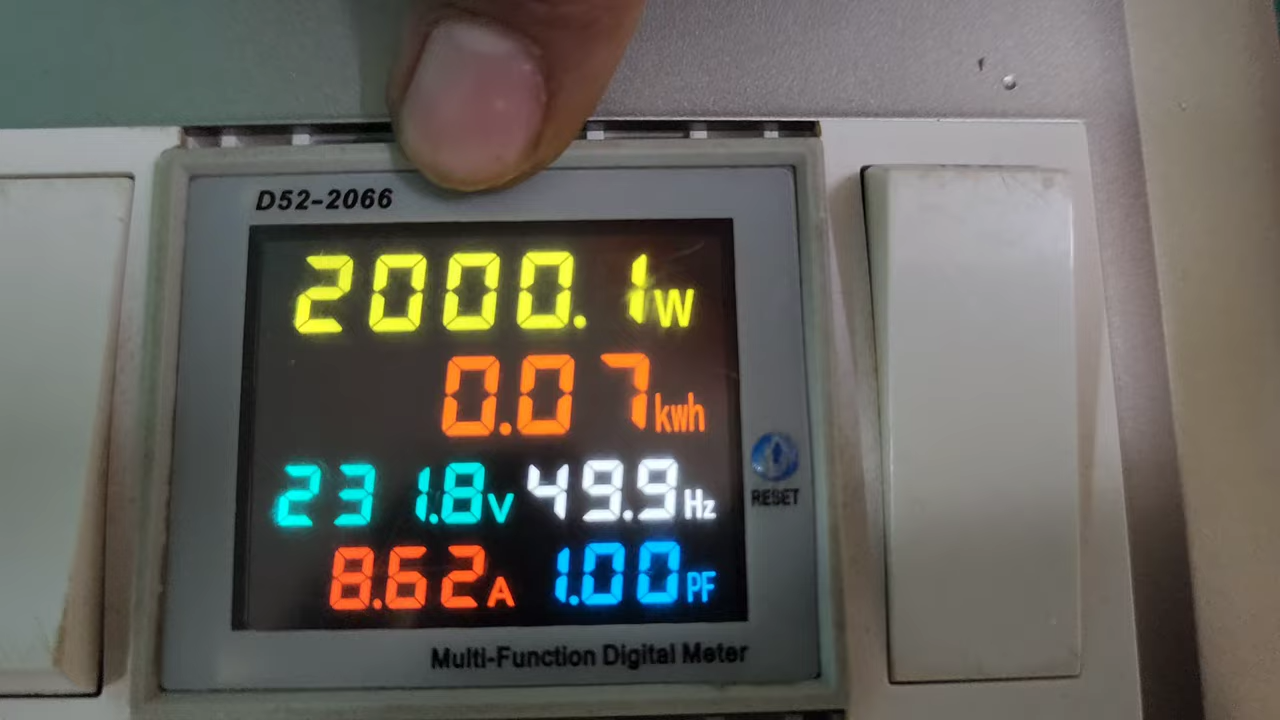 D52-2066
2000.1W
0.07kwh
231.8V 49.9Hz
RESET
8.62A 1.00PF
Multi-Function Digital Meter